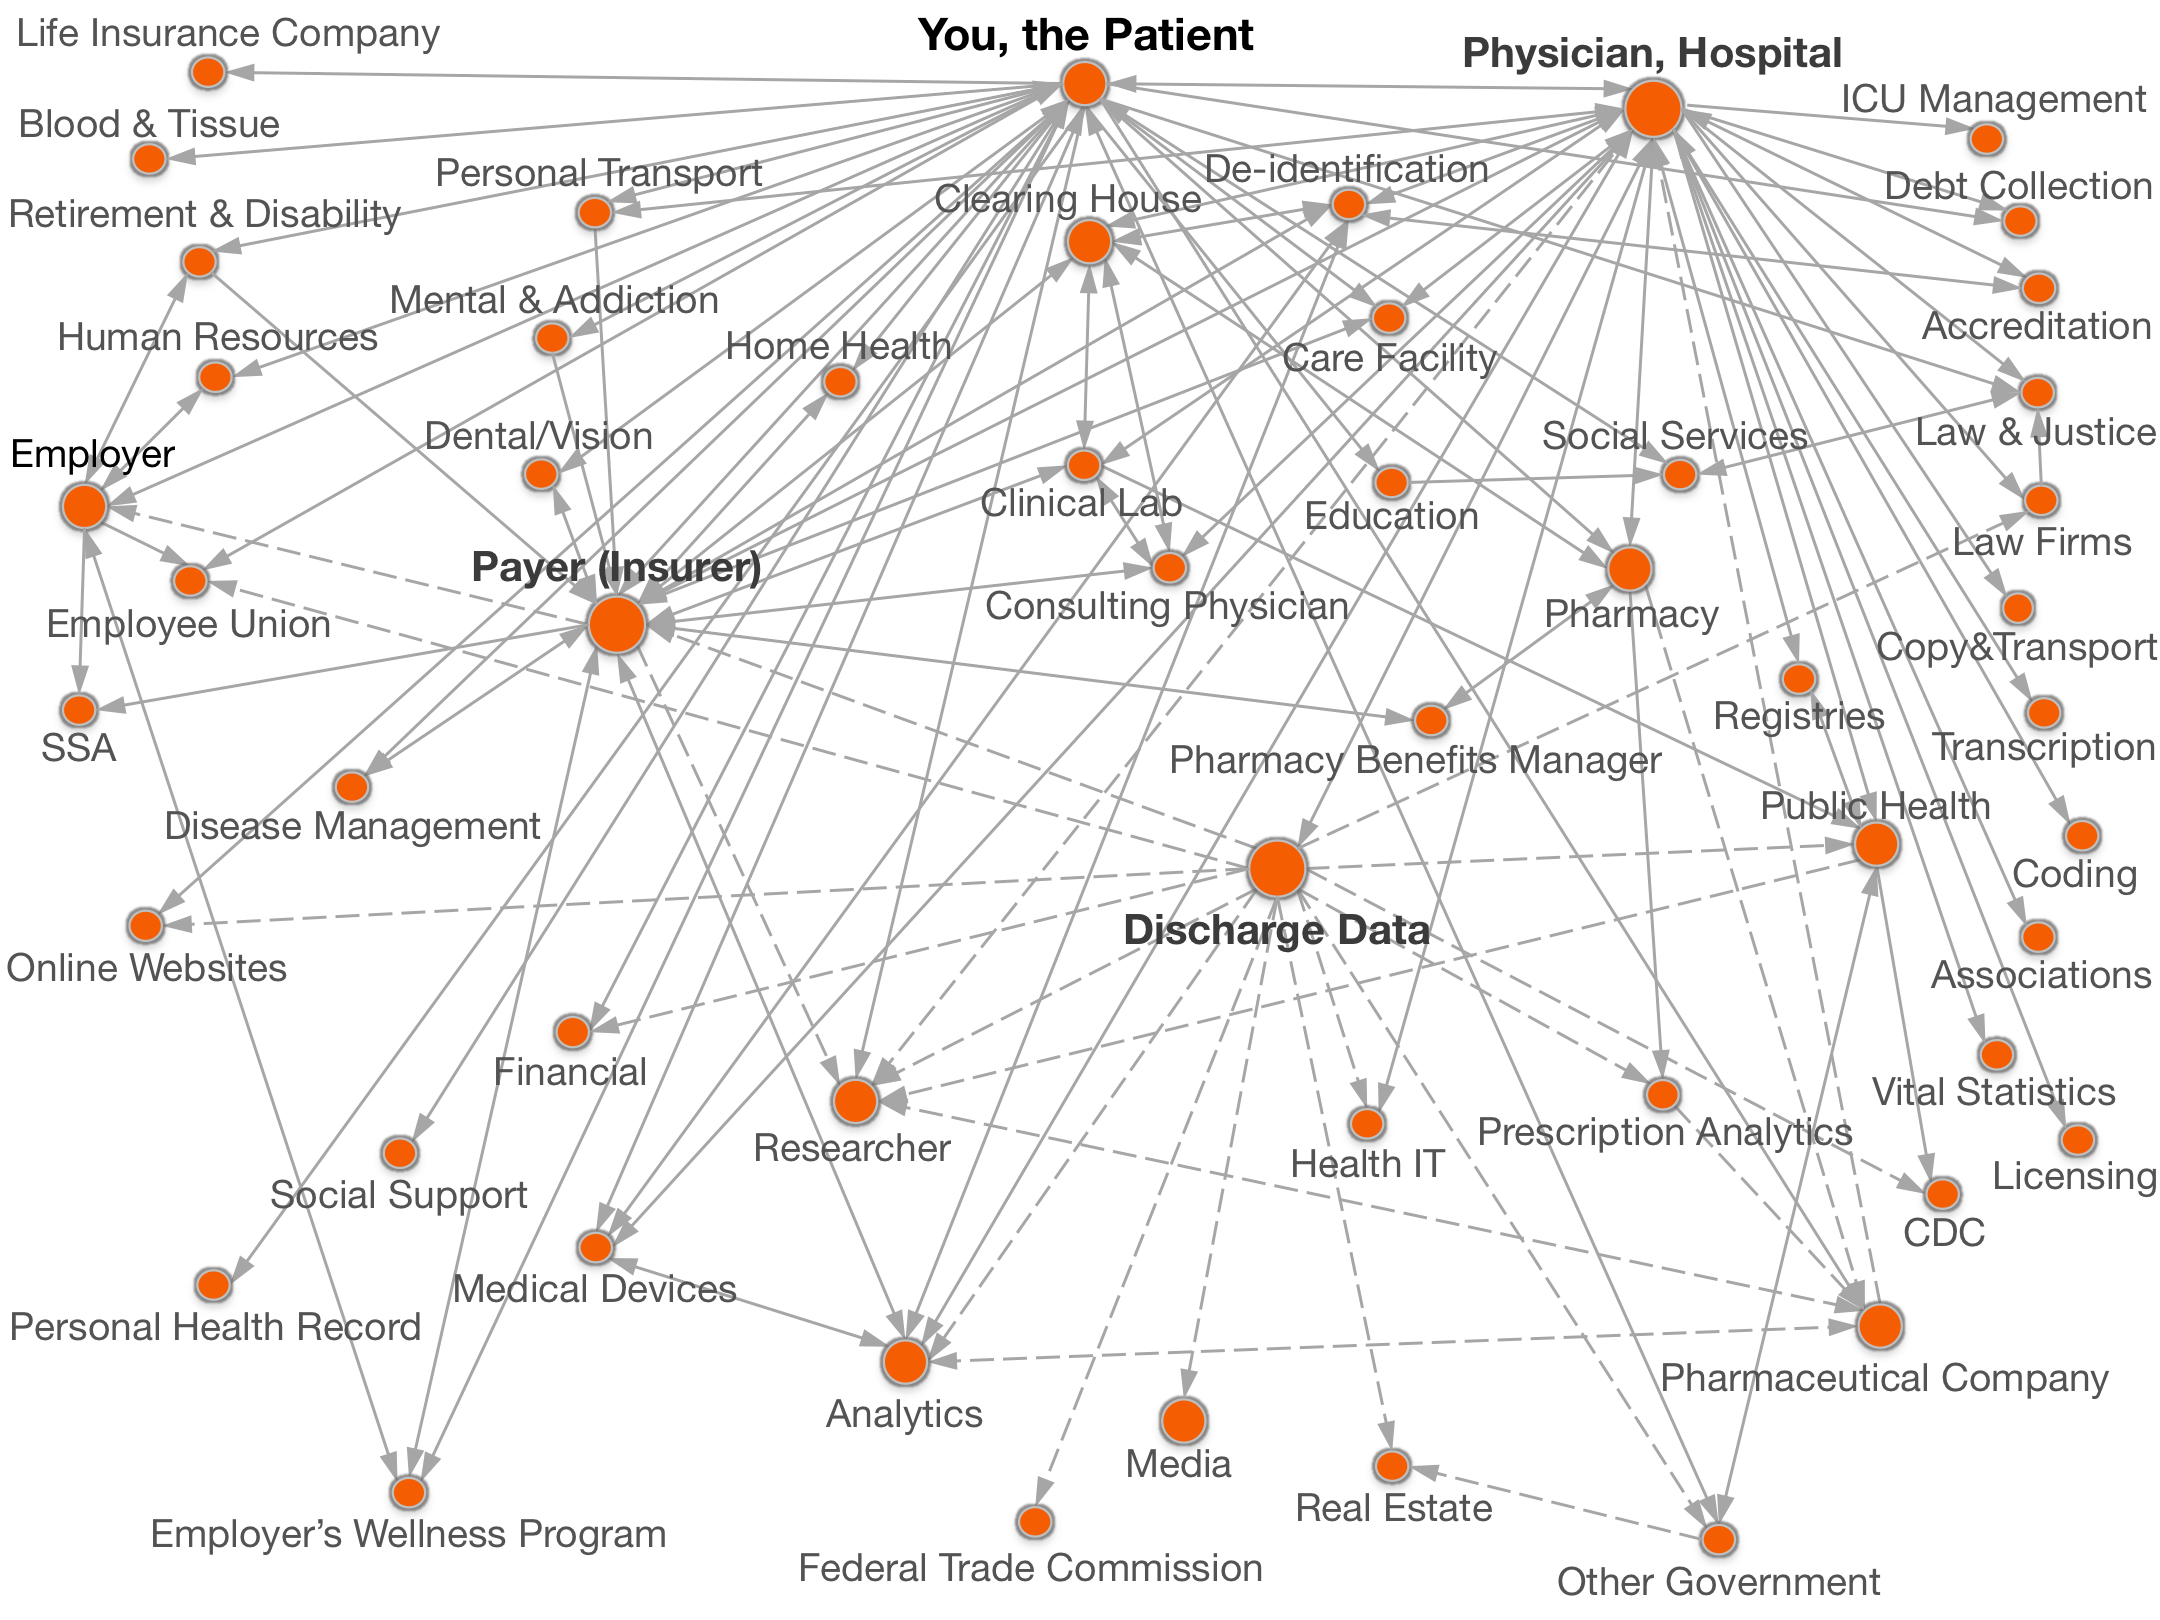 Life Insurance Company
You, the Patient
Physician, Hospital
ICU Management
Blood & Tissue
De-identification
Personal Transport
Debt Collection
Clearing House
Retirement & Disability
Mental & Addiction
Accreditation
Human Resources
Home Health
Care Facility
Law & Justice
Dental/Vision
Social Services
Employer
Clinical Lab
Education
Law Firms
Payer (Insurer)
Consulting Physician
Pharmacy
Employee Union
Copy&Transport
Registries
SSA
Transcription
Pharmacy Benefits Manager
Public Health
Disease Management
Coding
Discharge Data
Online Websites
Associations
Financial
Vital Statistics
Researcher
Prescription Analytics
Health IT
Licensing
Social Support
CDC
Medical Devices
Personal Health Record
Pharmaceutical Company
Analytics
Media
Real Estate
Employer’s Wellness Program
Federal Trade Commission
Other Government